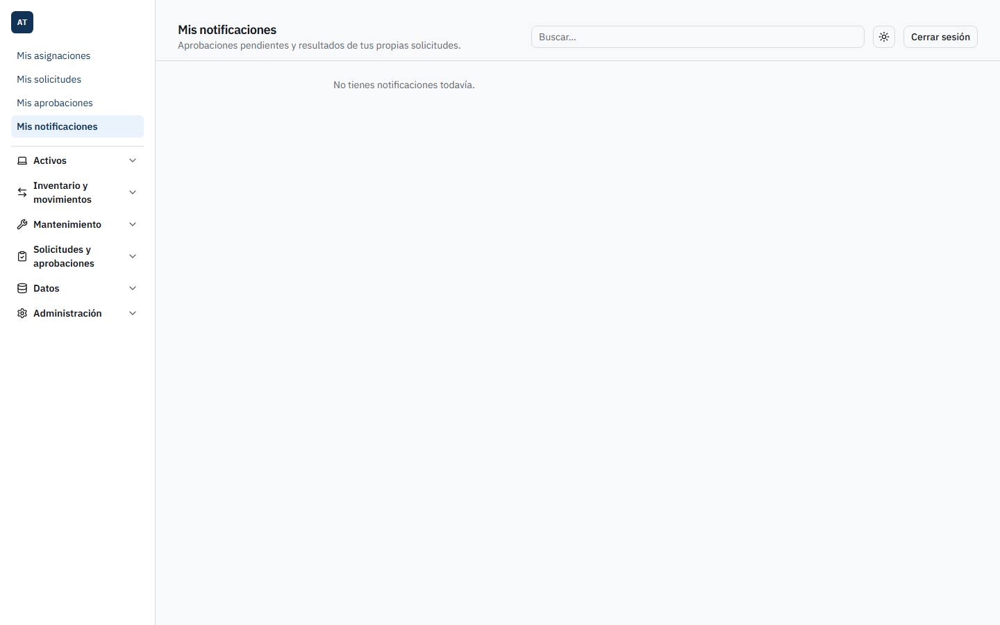 AT
Mis asignaciones
Mis solicitudes
Mis aprobaciones
Mis notificaciones
Activos
Inventario y
movimientos
Mantenimiento
Solicitudes y
aprobaciones
Datos
Administración
Mis notificaciones
Aprobaciones pendientes y resultados de tus propias solicitudes.
Buscar...
Cerrar sesión
No tienes notificaciones todavía.